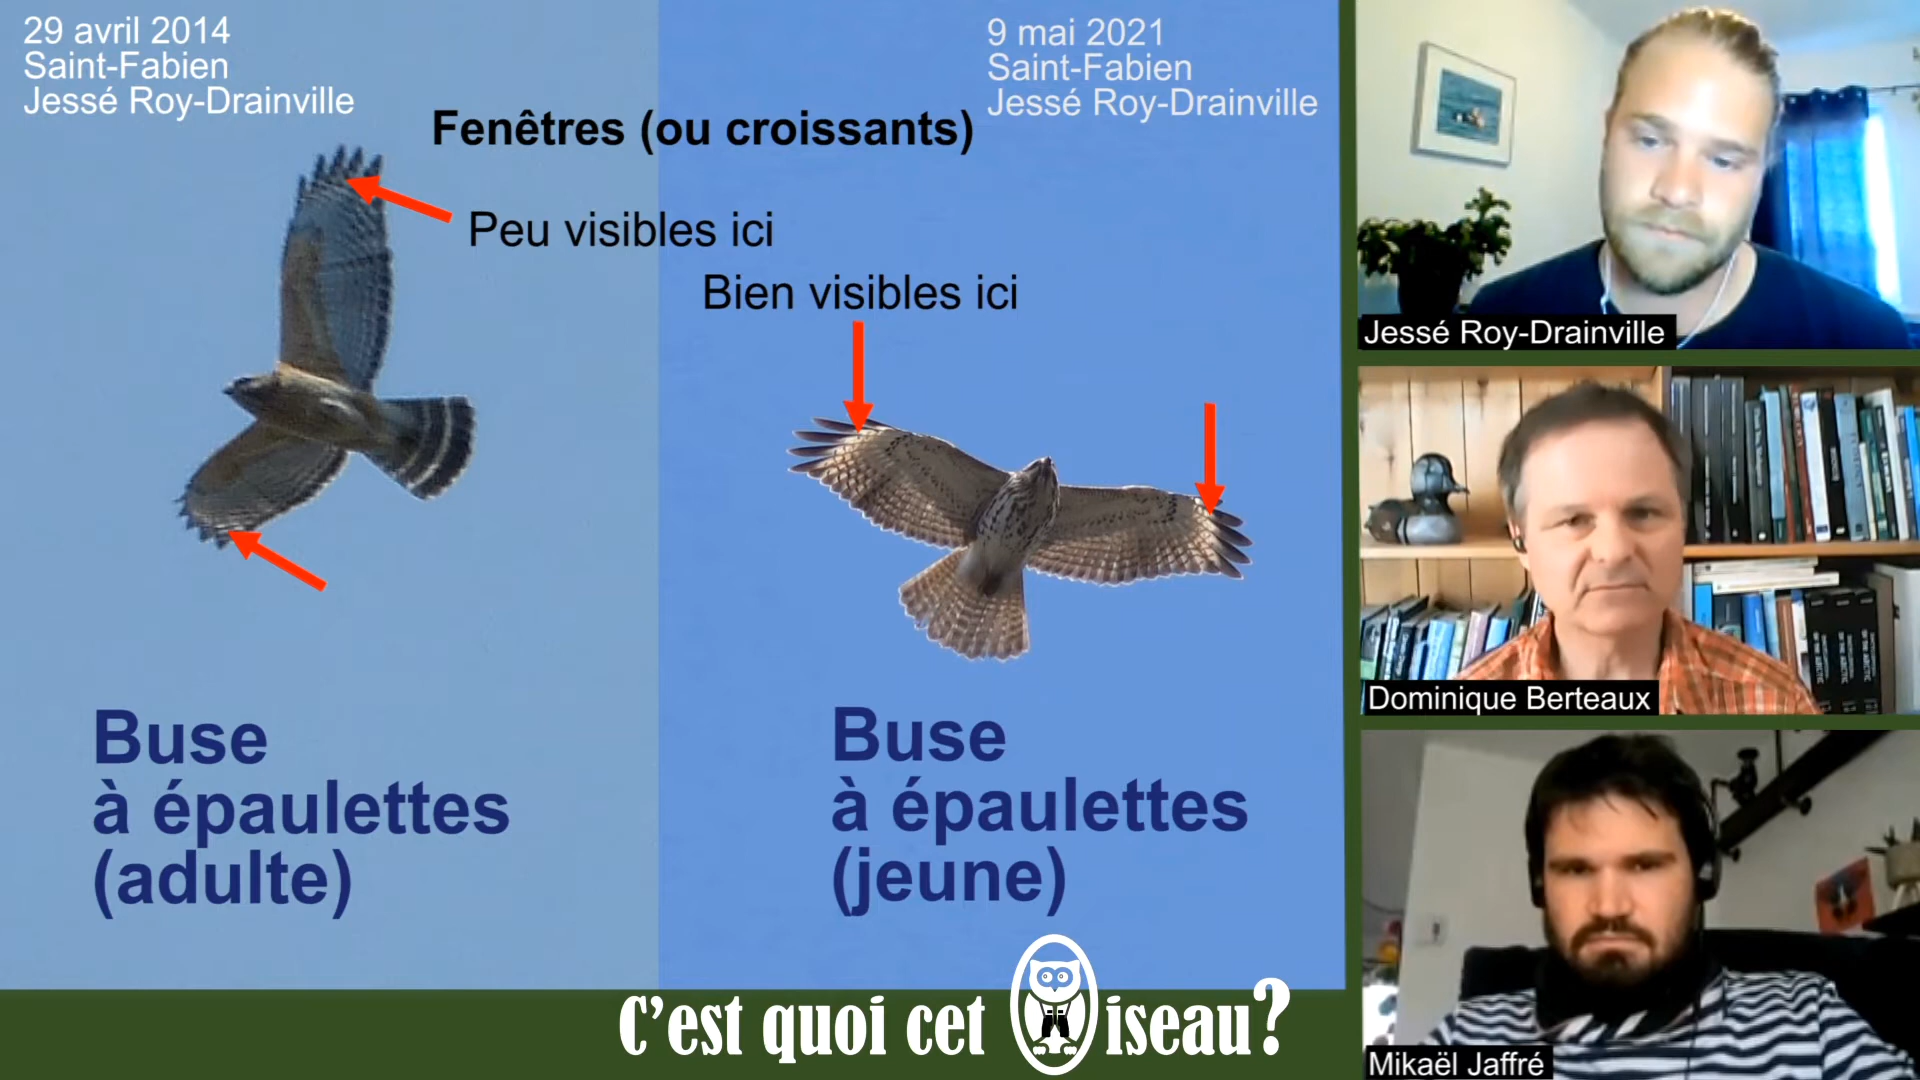 29 avril 2014
Saint-Fabien
Jessé Roy-Drainville
9 mai 2021
Saint-Fabien
Jessé Roy-Drainville
Fenêtres (ou croissants)
Peu visibles ici
Bien visibles ici
Buse
à épaulettes
(adulte)
Buse
à épaulettes
(jeune)
C'est quoi cet Oiseau?
Jessé Roy-Drainville
Dominique Berteaux
Mikaël Jaffré